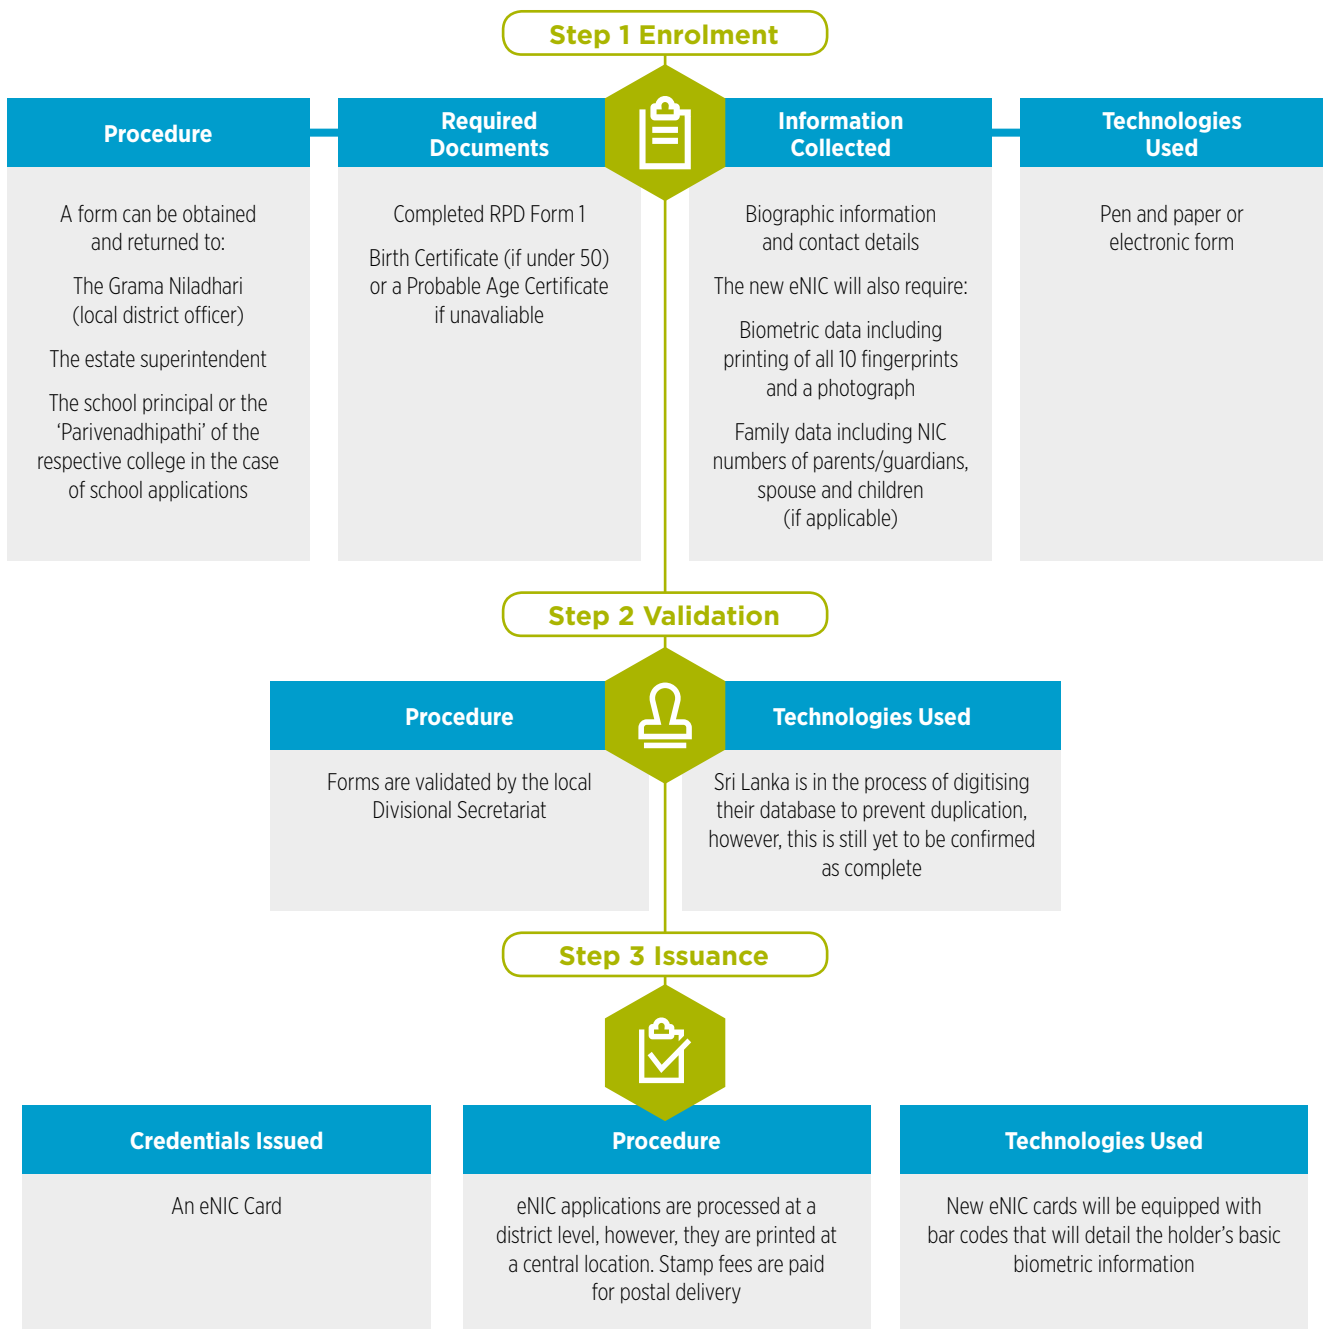 Step 1 Enrolment
Procedure
A form can be obtained
and returned to:
The Grama Niladhari
(local district officer)
The estate superintendent
The school principal or the
‘Parivenadhipathi’ of the
respective college in the case
of school applications
Required
Documents
Completed RPD Form 1
Birth Certificate (if under 50)
or a Probable Age Certificate
if unavaliable
Information
Collected
Biographic information
and contact details
The new eNIC will also require:
Biometric data including
printing of all 10 fingerprints
and a photograph
Family data including NIC
numbers of parents/guardians,
spouse and children
(if applicable)
Technologies
Used
Pen and paper or
electronic form
Step 2 Validation
Procedure
Forms are validated by the local
Divisional Secretariat
Technologies Used
Sri Lanka is in the process of digitising
their database to prevent duplication,
however, this is still yet to be confirmed
as complete
Step 3 Issuance
Credentials Issued
An eNIC Card
Procedure
eNIC applications are processed at a
district level, however, they are printed at
a central location. Stamp fees are paid
for postal delivery
Technologies Used
New eNIC cards will be equipped with
bar codes that will detail the holder’s basic
biometric information